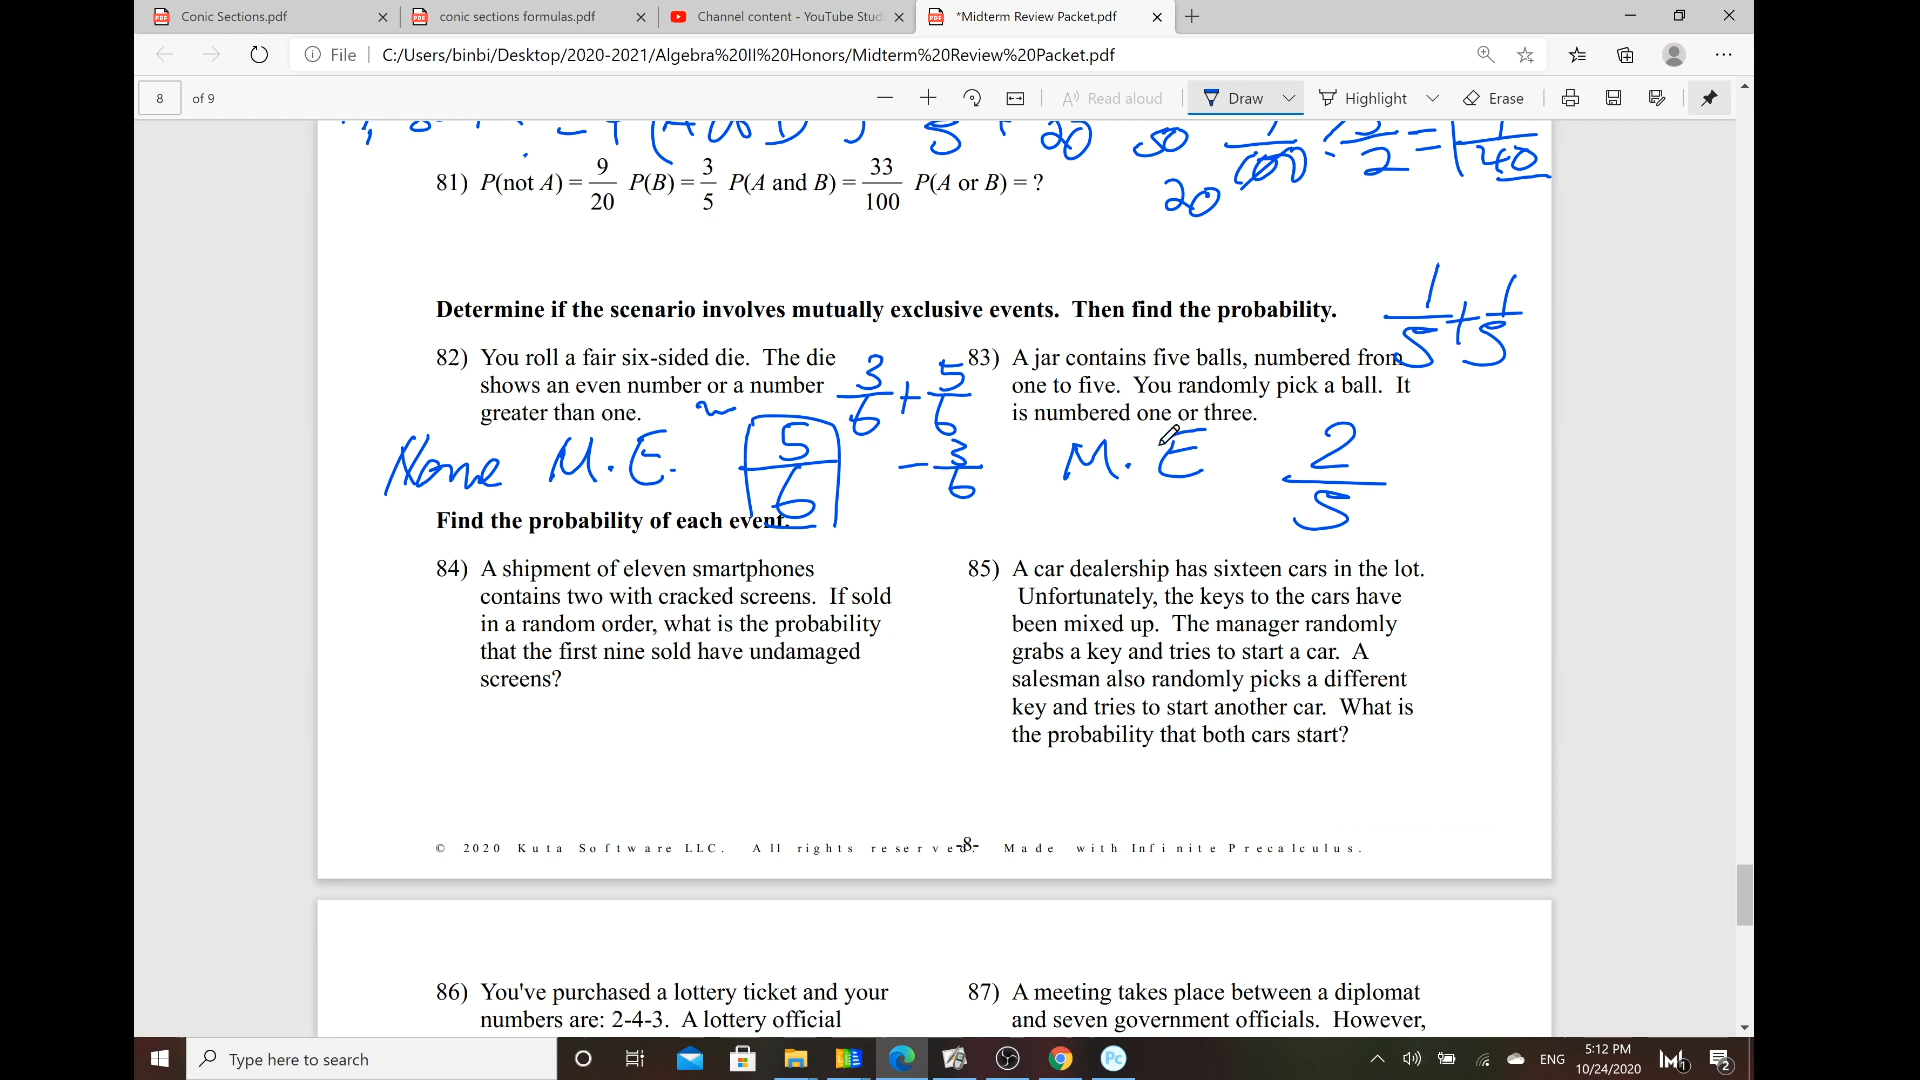 Conic Sections.pdf
conic sections formulas.pdf
Channel content - YouTube Stud
*Midterm Review Packet.pdf
File
C:/Users/binbi/Desktop/2020-2021/Algebra%20II%20Honors/Midterm%20Review%20Packet.pdf
8 of 9
Read aloud
Draw
Highlight
Erase
5 + 20
50
20
2 = 1/40
81) P(not A) = 9/20 P(B) = 3/5 P(A and B) = 33/100 P(A or B) = ?
Determine if the scenario involves mutually exclusive events. Then find the probability.
1/5 + 1/5
82) You roll a fair six-sided die. The die
shows an even number or a number
greater than one.
3/6 + 5/6
- 3/6
None M.E. 5/6
83) A jar contains five balls, numbered from
one to five. You randomly pick a ball. It
is numbered one or three.
M.E 2/5
Find the probability of each event.
84) A shipment of eleven smartphones
contains two with cracked screens. If sold
in a random order, what is the probability
that the first nine sold have undamaged
screens?
85) A car dealership has sixteen cars in the lot.
Unfortunately, the keys to the cars have
been mixed up. The manager randomly
grabs a key and tries to start a car. A
salesman also randomly picks a different
key and tries to start another car. What is
the probability that both cars start?
© 2020 Kuta Software LLC. All rights reserved. Made with Infinite Precalculus.
-8-
86) You've purchased a lottery ticket and your
numbers are: 2-4-3. A lottery official
87) A meeting takes place between a diplomat
and seven government officials. However,
Type here to search
ENG
5:12 PM
10/24/2020